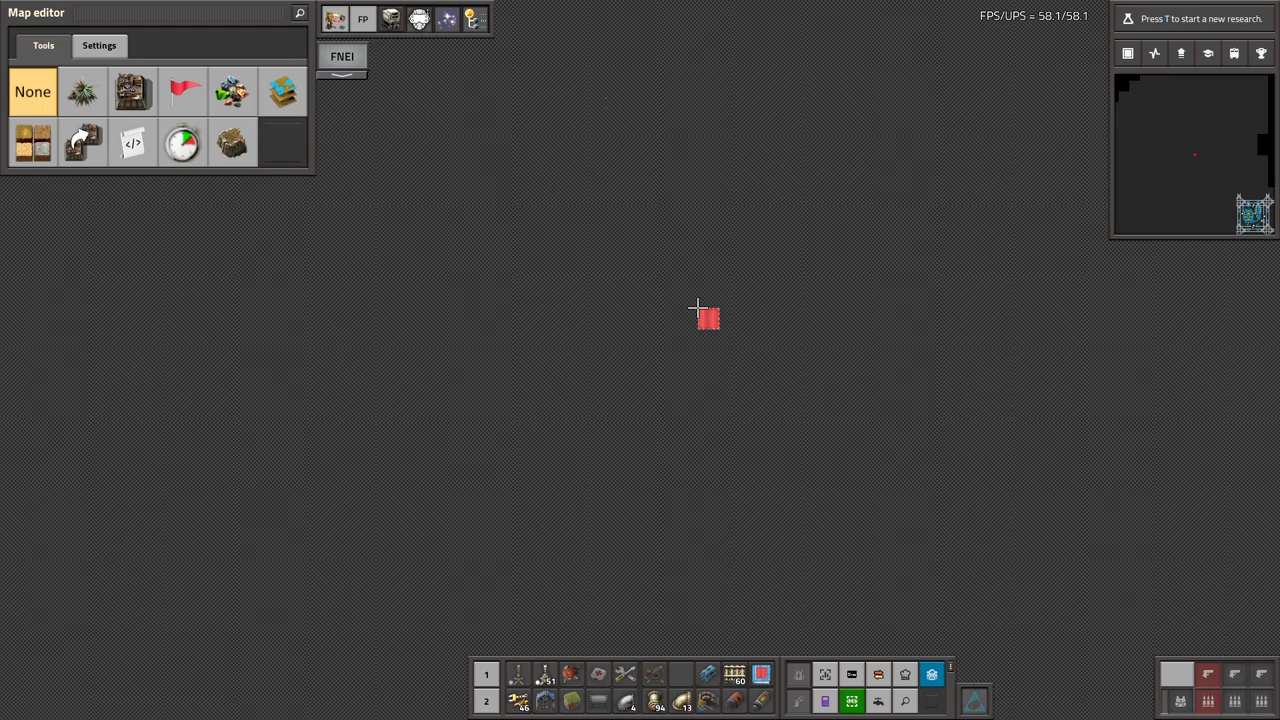 Map editor
Tools
Settings
None
</>
FP
FNEI
FPS/UPS = 58.1/58.1
Press T to start a new research.
1
51
60
2
46
4
94
13